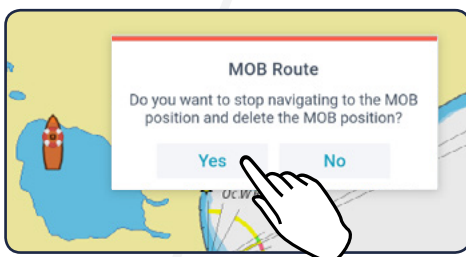 MOB Route
Do you want to stop navigating to the MOB
position and delete the MOB position?
Yes
No
Oc.W